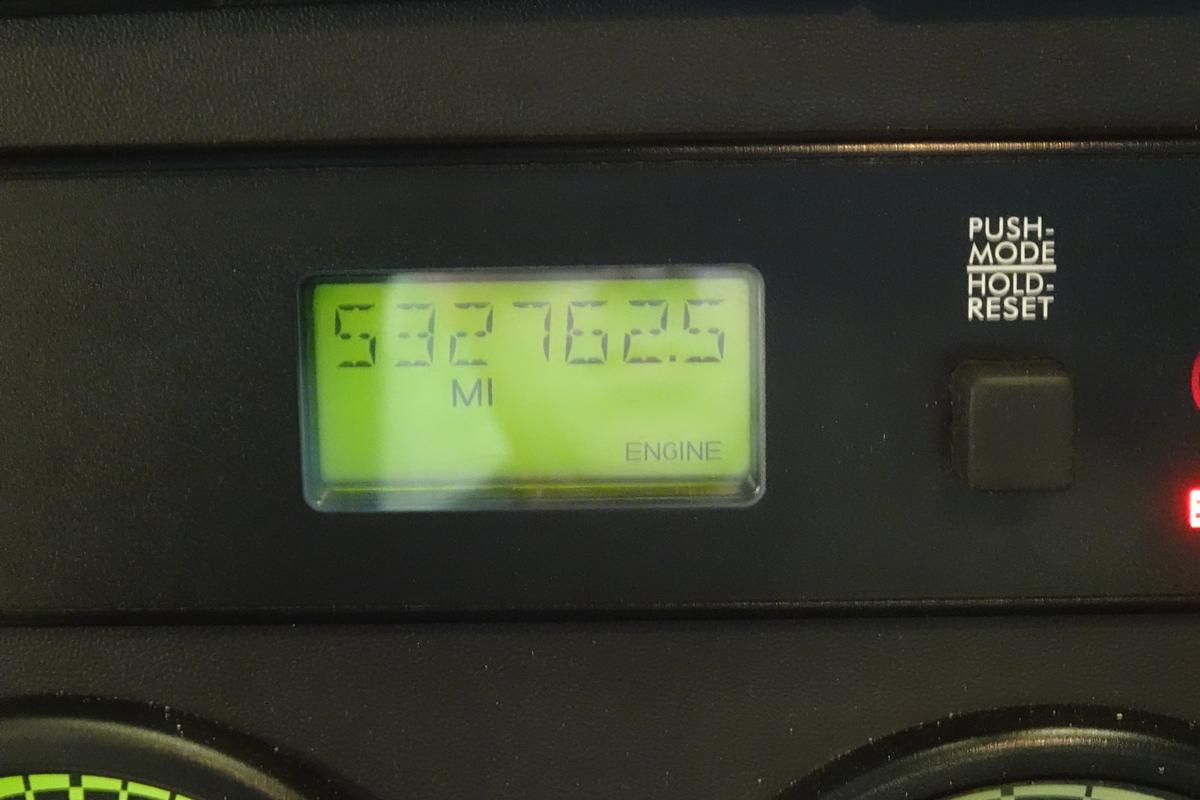 532762.5
MI
ENGINE
PUSH-
MODE
HOLD-
RESET